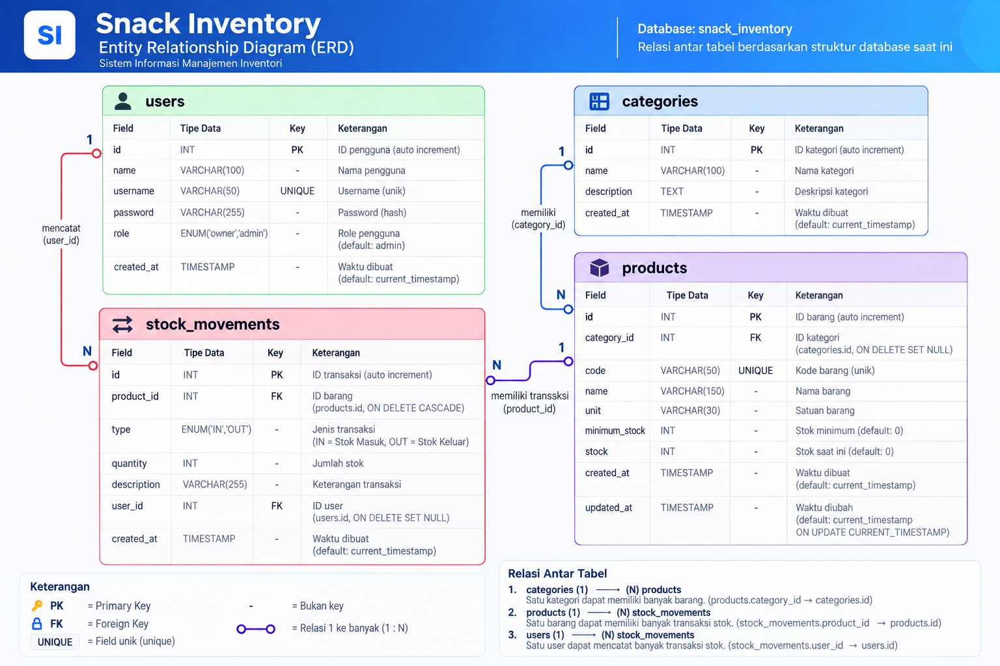 SI
Snack Inventory
Entity Relationship Diagram (ERD)
Sistem Informasi Manajemen Inventori
Database: snack_inventory
Relasi antar tabel berdasarkan struktur database saat ini
users
Field Tipe Data Key Keterangan
id INT PK ID pengguna (auto increment)
name VARCHAR(100) - Nama pengguna
username VARCHAR(50) UNIQUE Username (unik)
password VARCHAR(255) - Password (hash)
role ENUM('owner','admin') - Role pengguna
(default: admin)
created_at TIMESTAMP - Waktu dibuat
(default: current_timestamp)
1
mencatat
(user_id)
N
categories
Field Tipe Data Key Keterangan
id INT PK ID kategori (auto increment)
name VARCHAR(100) - Nama kategori
description TEXT - Deskripsi kategori
created_at TIMESTAMP - Waktu dibuat
(default: current_timestamp)
1
memiliki
(category_id)
N
stock_movements
Field Tipe Data Key Keterangan
id INT PK ID transaksi (auto increment)
product_id INT FK ID barang
(products.id, ON DELETE CASCADE)
type ENUM('IN','OUT') - Jenis transaksi
(IN = Stok Masuk, OUT = Stok Keluar)
quantity INT - Jumlah stok
description VARCHAR(255) - Keterangan transaksi
user_id INT FK ID user
(users.id, ON DELETE SET NULL)
created_at TIMESTAMP - Waktu dibuat
(default: current_timestamp)
N
1
memiliki transsksi
(product_id)
products
Field Tipe Data Key Keterangan
id INT PK ID barang (auto increment)
category_id INT FK ID kategori
(categories.id, ON DELETE SET NULL)
code VARCHAR(50) UNIQUE Kode barang (unik)
name VARCHAR(150) - Nama barang
unit VARCHAR(30) - Satuan barang
minimum_stock INT - Stok minimum (default: 0)
stock INT - Stok saat ini (default: 0)
created_at TIMESTAMP - Waktu dibuat
(default: current_timestamp)
updated_at TIMESTAMP - Waktu diubah
(default: current_timestamp
ON UPDATE CURRENT_TIMESTAMP)
Keterangan
PK = Primary Key
FK = Foreign Key
UNIQUE = Field unik (unique)
- = Bukan key
= Relasi 1 ke banyak (1 : N)
Relasi Antar Tabel
1. categories (1) ⟶ (N) products
Satu kategori dapat memiliki banyak barang. (products.category_id → categories.id)
2. products (1) ⟶ (N) stock_movements
Satu barang dapat memiliki banyak transaksi stok. (stock_movements.product_id → products.id)
3. users (1) ⟶ (N) stock_movements
Satu user dapat mencatat banyak transaksi stok. (stock_movements.user_id → users.id)